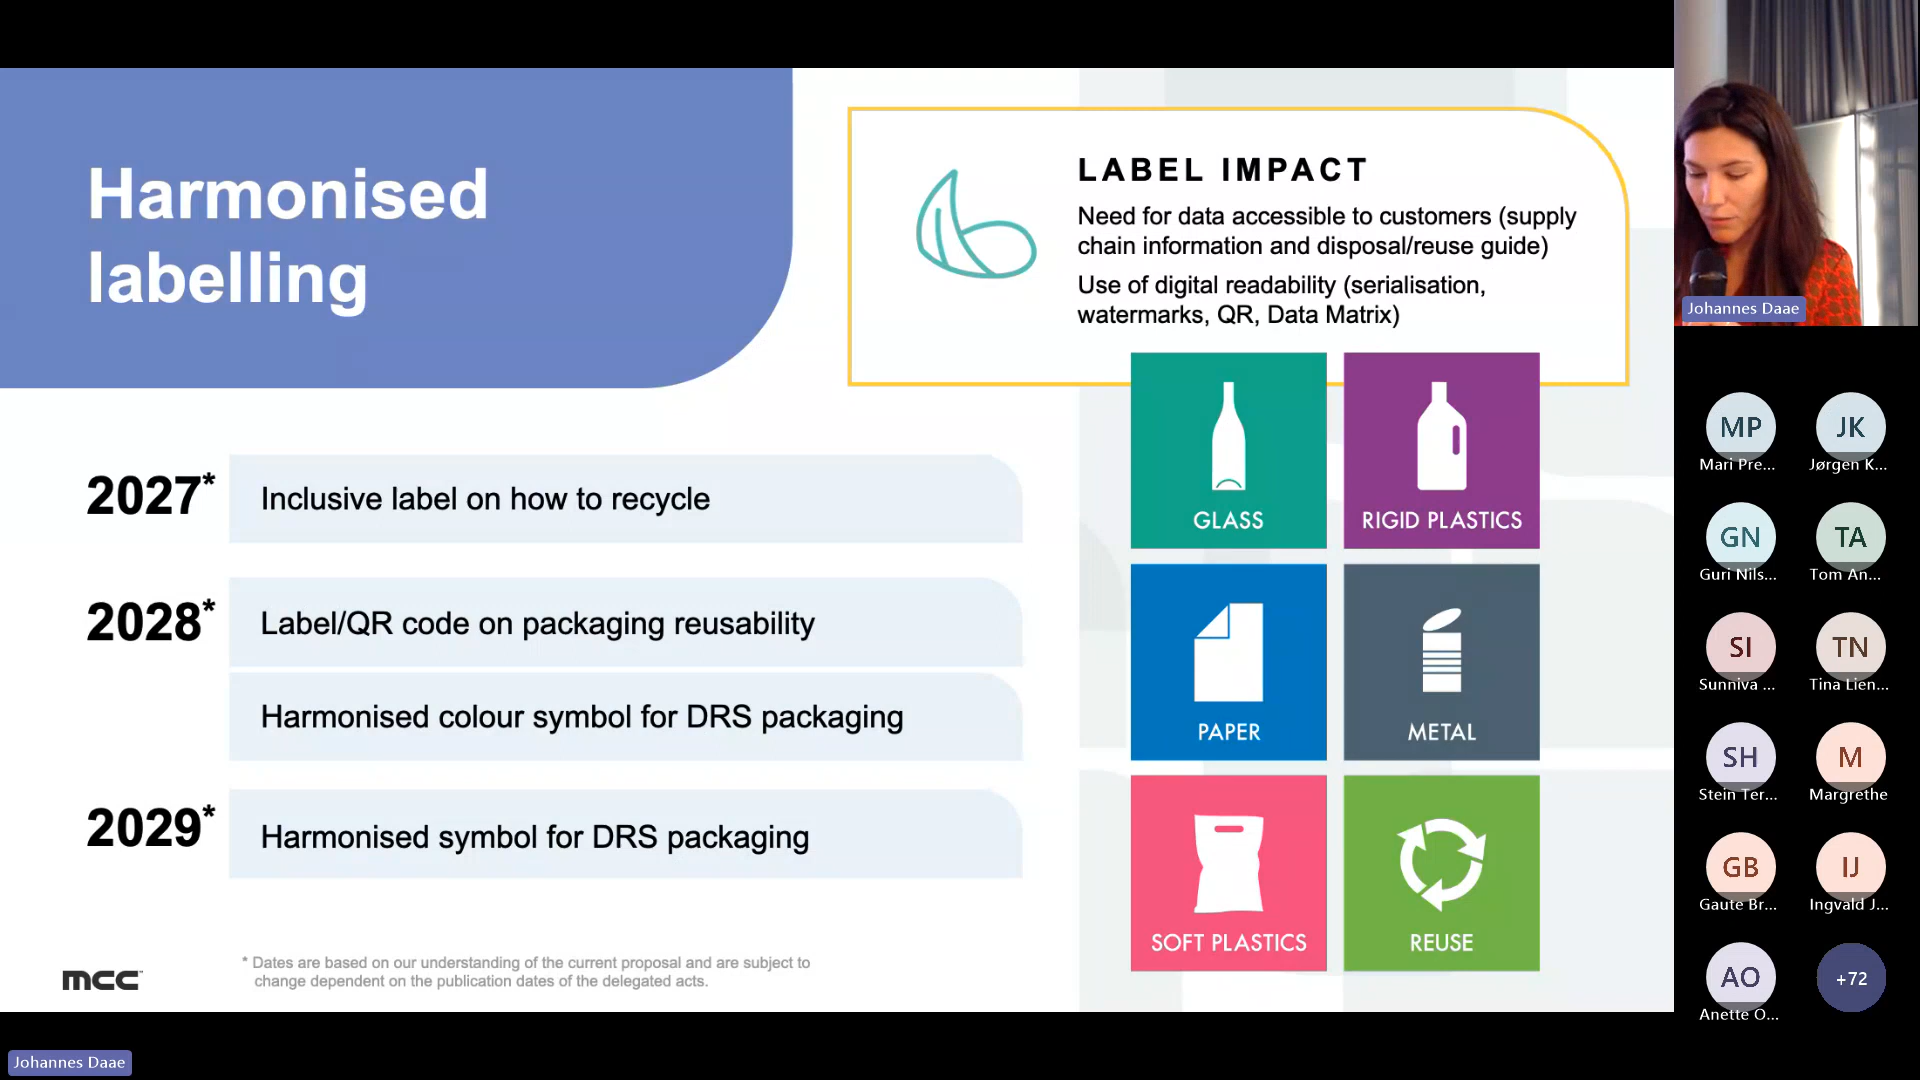 Harmonised
labelling
LABEL IMPACT
Need for data accessible to customers (supply
chain information and disposal/reuse guide)
Use of digital readability (serialisation,
watermarks, QR, Data Matrix)
2027*
Inclusive label on how to recycle
2028*
Label/QR code on packaging reusability
Harmonised colour symbol for DRS packaging
2029*
Harmonised symbol for DRS packaging
GLASS
RIGID PLASTICS
PAPER
METAL
SOFT PLASTICS
REUSE
* Dates are based on our understanding of the current proposal and are subject to
change dependent on the publication dates of the delegated acts.
mcc™
Johannes Daae
MP
Mari Pre...
JK
Jørgen K...
GN
Guri Nils...
TA
Tom An...
SI
Sunniva ...
TN
Tina Lien...
SH
Stein Ter...
M
Margrethe
GB
Gaute Br...
IJ
Ingvald J...
AO
Anette O...
+72
Johannes Daae